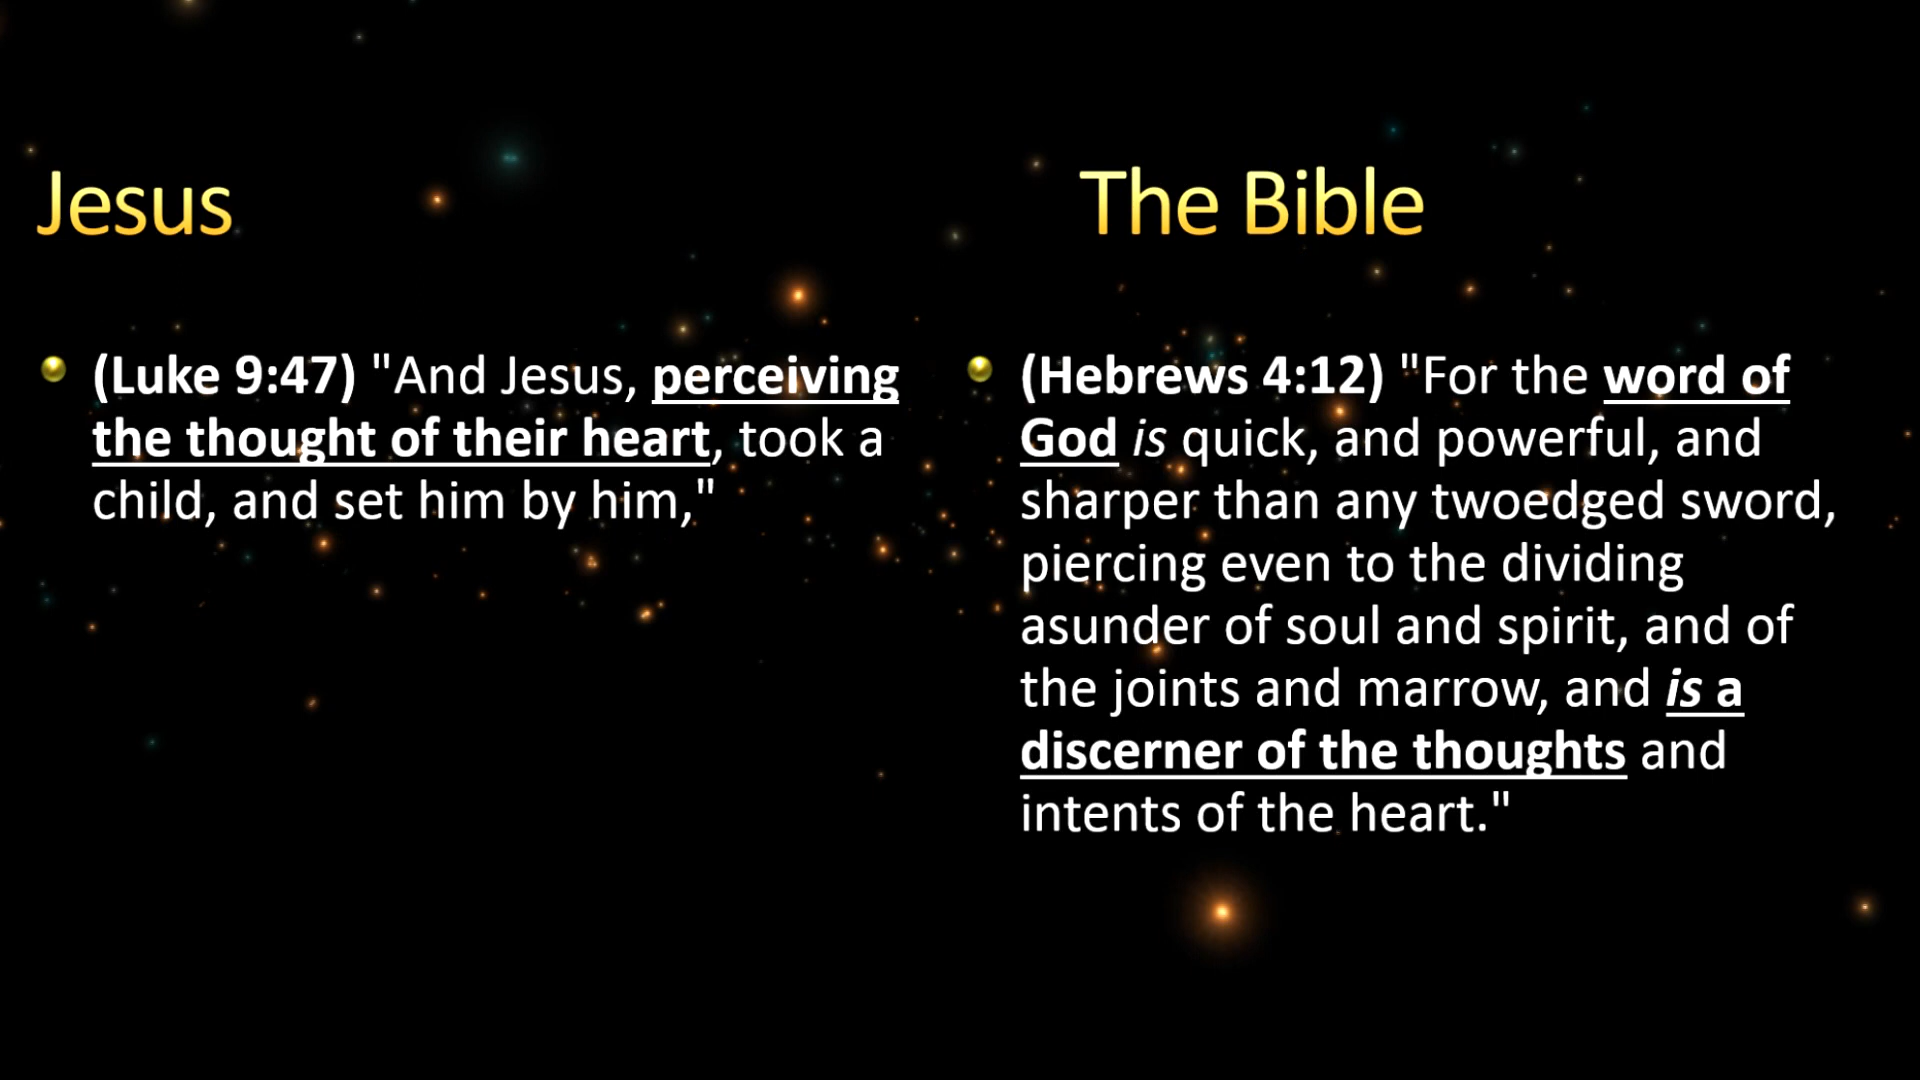 Jesus
(Luke 9:47) "And Jesus, perceiving
the thought of their heart, took a
child, and set him by him,"
The Bible
(Hebrews 4:12) "For the word of
God is quick, and powerful, and
sharper than any twoedged sword,
piercing even to the dividing
asunder of soul and spirit, and of
the joints and marrow, and is a
discerner of the thoughts and
intents of the heart."